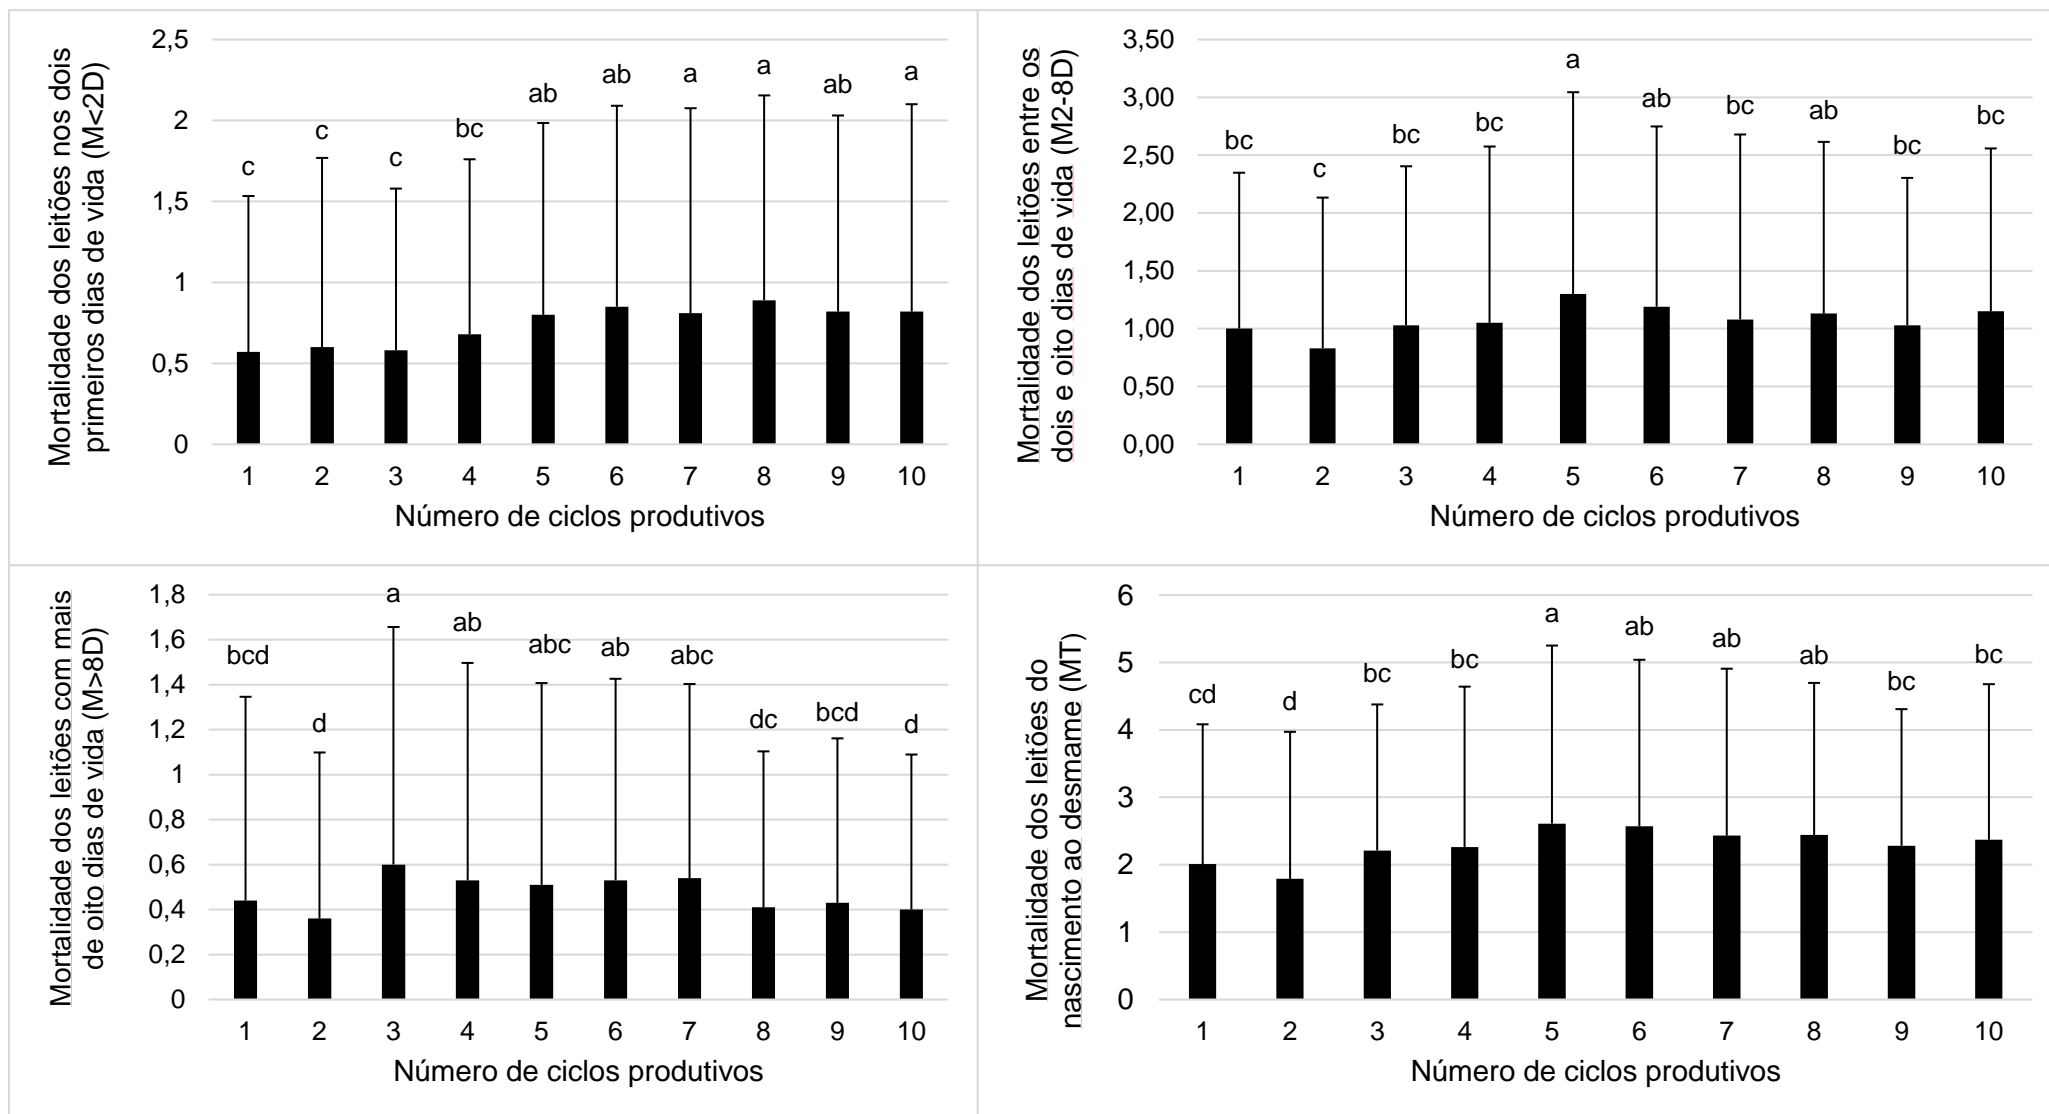 Mortalidade dos leitões nos dois
primeiros dias de vida (M<2D)
2,5
2
1,5
1
0,5
0
c c c bc ab ab a a ab a
1 2 3 4 5 6 7 8 9 10
Número de ciclos produtivos
Mortalidade dos leitões entre os
dois e oito dias de vida (M2-8D)
3,50
3,00
2,50
2,00
1,50
1,00
0,50
0,00
bc c bc bc a ab bc ab bc bc
1 2 3 4 5 6 7 8 9 10
Número de ciclos produtivos
Mortalidade dos leitões com mais
de oito dias de vida (M>8D)
1,8
1,6
1,4
1,2
1
0,8
0,6
0,4
0,2
0
bcd d a ab abc ab abc dc bcd d
1 2 3 4 5 6 7 8 9 10
Número de ciclos produtivos
Mortalidade dos leitões do
nascimento ao desmame (MT)
6
5
4
3
2
1
0
cd d bc bc a ab ab ab bc bc
1 2 3 4 5 6 7 8 9 10
Número de ciclos produtivos